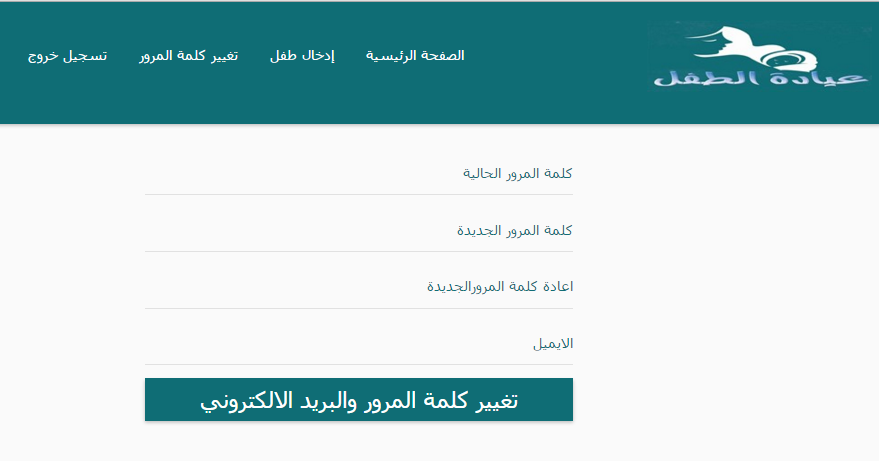 عيادة الطفل
الصفحة الرئيسية إدخال طفل تغيير كلمة المرور تسجيل خروج
كلمة المرور الحالية
كلمة المرور الجديدة
اعادة كلمة المرورالجديدة
الايميل
تغيير كلمة المرور والبريد الالكتروني